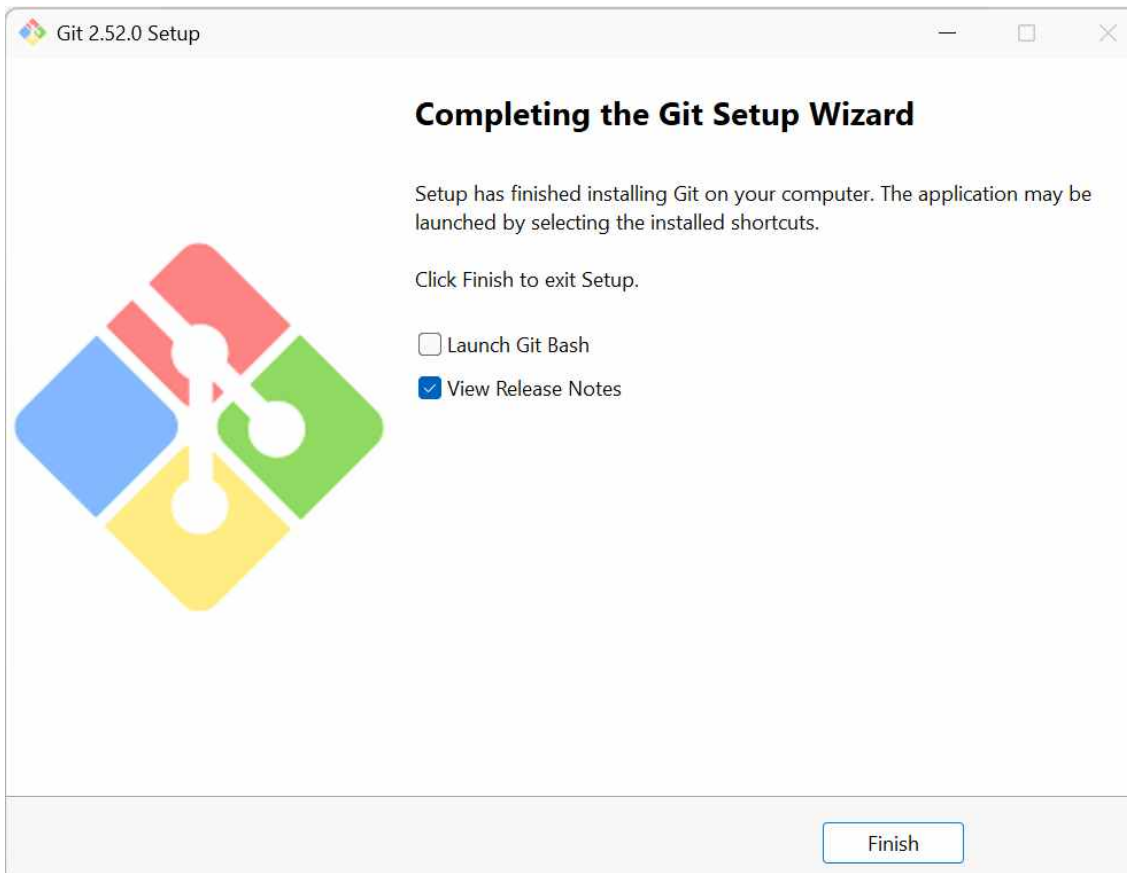 Git 2.52.0 Setup
Completing the Git Setup Wizard
Setup has finished installing Git on your computer. The application may be
launched by selecting the installed shortcuts.
Click Finish to exit Setup.
Launch Git Bash
View Release Notes
Finish